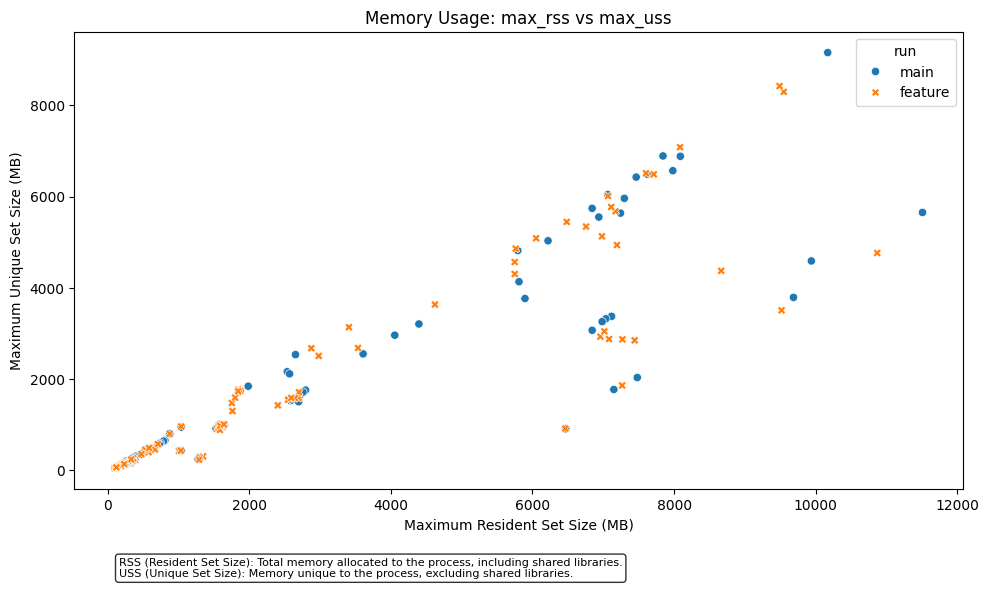 Memory Usage: max_rss vs max_uss
run
main
feature
8000
6000
4000
2000
0
Maximum Unique Set Size (MB)
0 2000 4000 6000 8000 10000 12000
Maximum Resident Set Size (MB)
RSS (Resident Set Size): Total memory allocated to the process, including shared libraries.
USS (Unique Set Size): Memory unique to the process, excluding shared libraries.